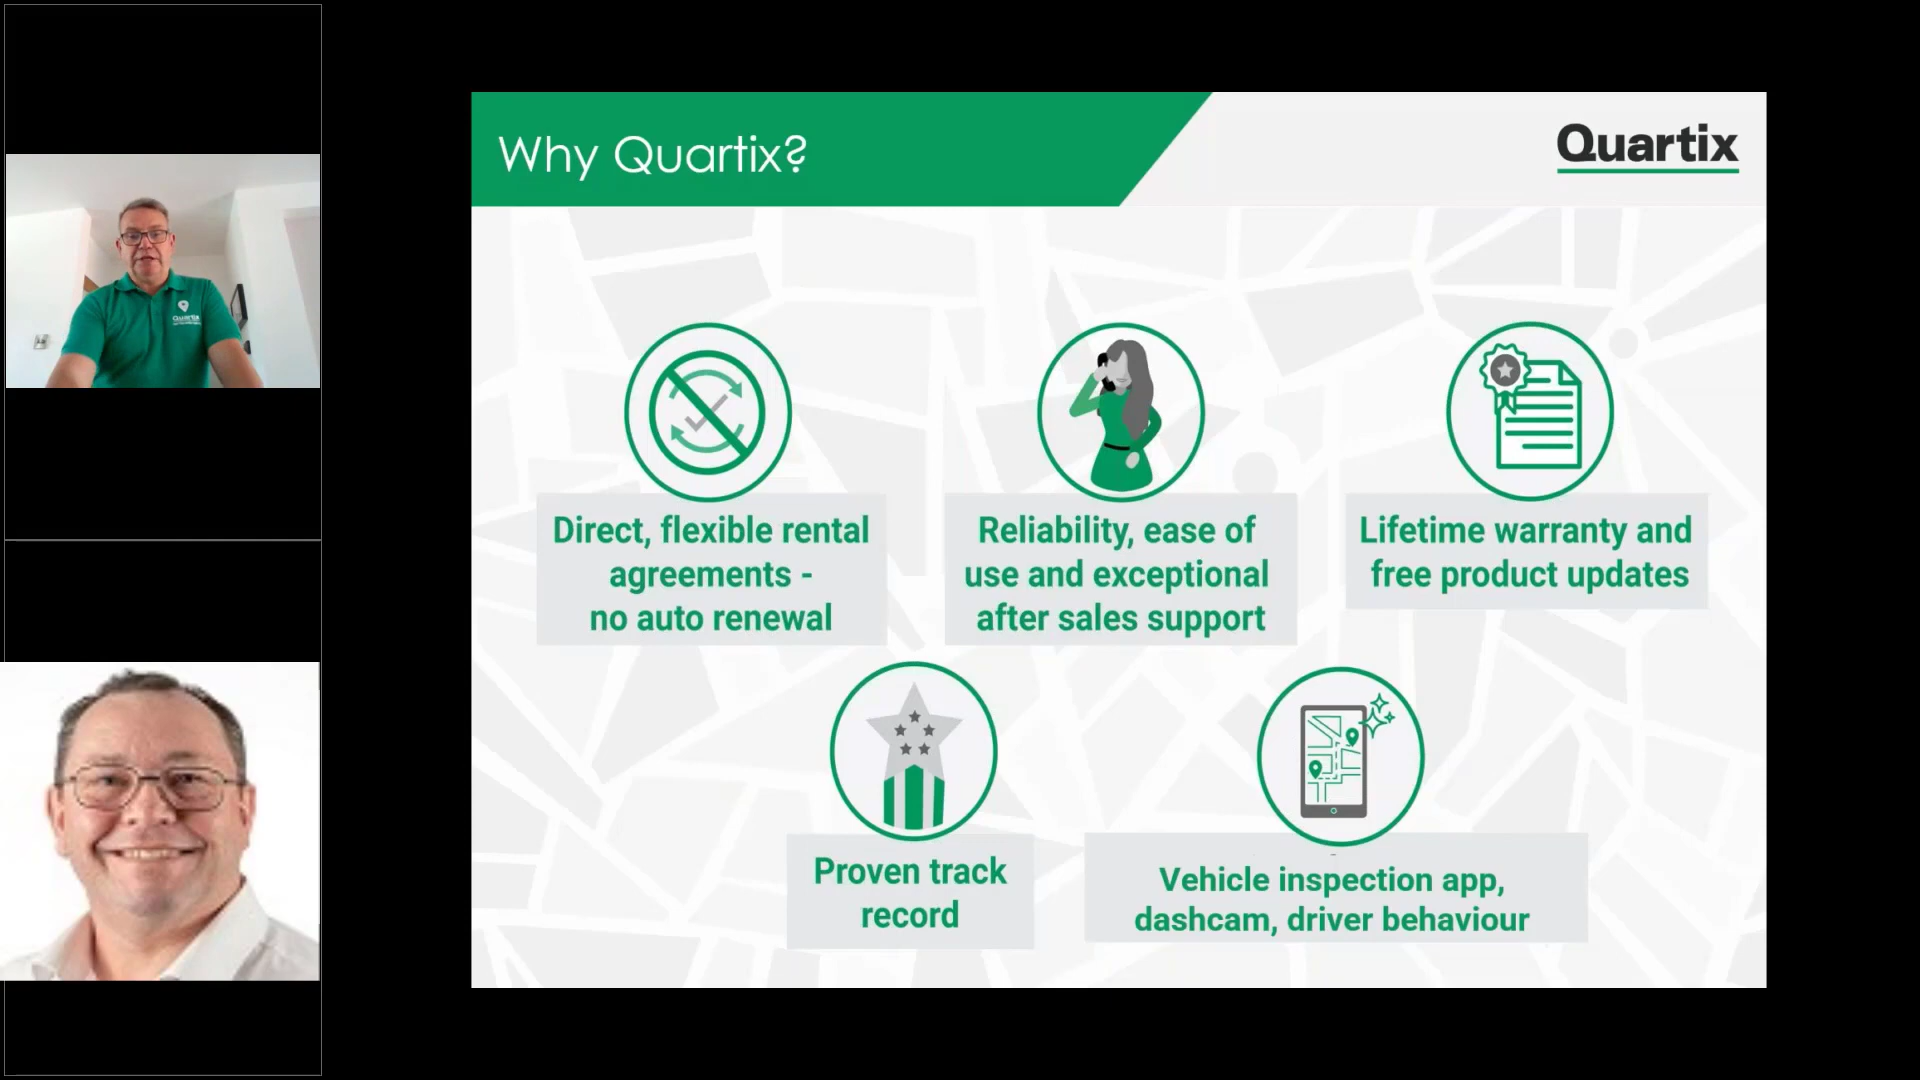 Why Quartix?
Quartix
Direct, flexible rental
agreements -
no auto renewal
Reliability, ease of
use and exceptional
after sales support
Lifetime warranty and
free product updates
Proven track
record
Vehicle inspection app,
dashcam, driver behaviour
Quartix